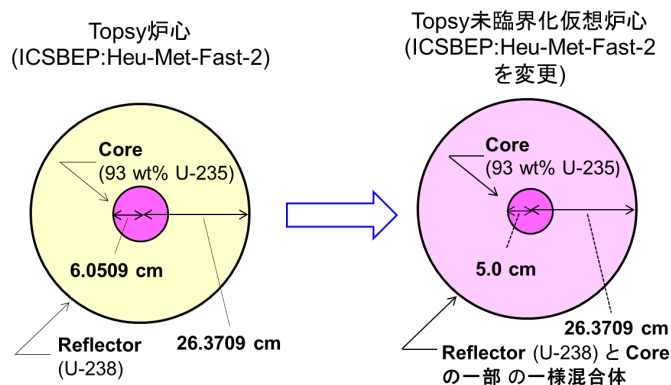 Topsy炉心
(ICSBEP:Heu-Met-Fast-2)
Core
(93 wt% U-235)
6.0509 cm
26.3709 cm
Reflector
(U-238)
Topsy未臨界化仮想炉心
(ICSBEP:Heu-Met-Fast-2
を変更)
Core
(93 wt% U-235)
5.0 cm
26.3709 cm
Reflector (U-238) と Core
の一部 の一様混合体